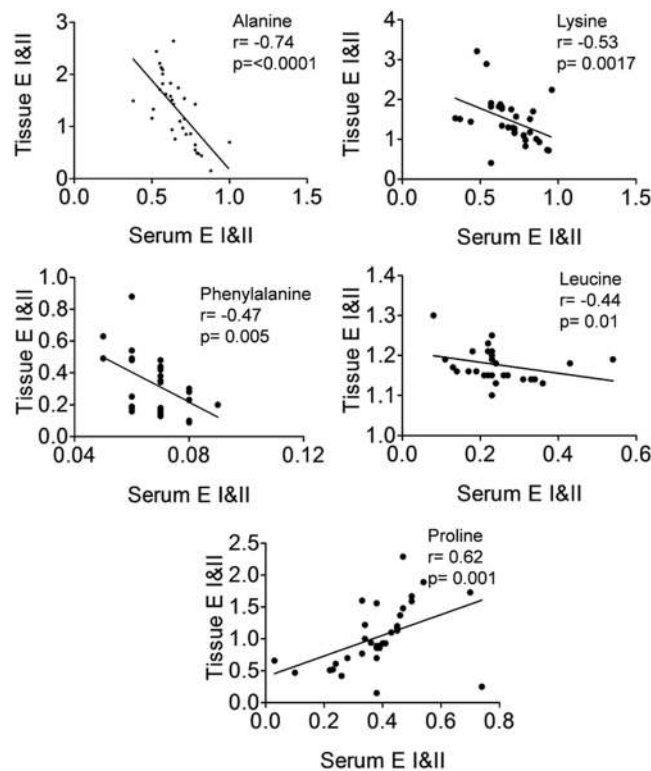 Alanine
r= -0.74
p=<0.0001
Tissue E I&II
3
2
1
0
0.0 0.5 1.0 1.5
Serum E I&II
Lysine
r= -0.53
p= 0.0017
Tissue E I&II
4
3
2
1
0
0.0 0.5 1.0 1.5
Serum E I&II
Phenylalanine
r= -0.47
p= 0.005
Tissue E I&II
1.0
0.8
0.6
0.4
0.2
0.0
0.04 0.08 0.12
Serum E I&II
Leucine
r= -0.44
p= 0.01
Tissue E I&II
1.4
1.3
1.2
1.1
1.0
0.0 0.2 0.4 0.6
Serum E I&II
Proline
r= 0.62
p= 0.001
Tissue E I&II
2.5
2.0
1.5
1.0
0.5
0.0
0.0 0.2 0.4 0.6 0.8
Serum E I&II